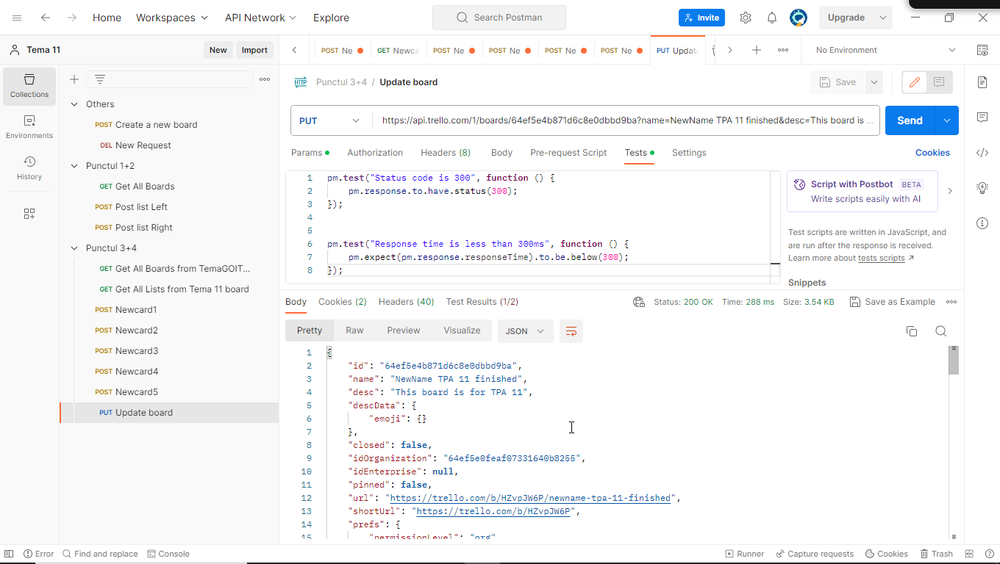 Home Workspaces API Network Explore Search Postman Invite Upgrade
Tema 11 New Import POST Ne GET Newca POST Ne POST Ne POST Ne POST Ne PUT Updat No Environment
Collections
Environments
History
Others
POST Create a new board
DEL New Request
Punctul 1+2
GET Get All Boards
POST Post list Left
POST Post list Right
Punctul 3+4
GET Get All Boards from TemaGOIT...
GET Get All Lists from Tema 11 board
POST Newcard1
POST Newcard2
POST Newcard3
POST Newcard4
POST Newcard5
PUT Update board
HTTP Punctul 3+4 / Update board Save
PUT https://api.trello.com/1/boards/64ef5e4b871d6c8e0dbbd9ba?name=NewName TPA 11 finished&desc=This board is ... Send
Params Authorization Headers (8) Body Pre-request Script Tests Settings Cookies
1 pm.test("Status code is 300", function () {
2 pm.response.to.have.status(300);
3 });
4
5
6 pm.test("Response time is less than 300ms", function () {
7 pm.expect(pm.response.responseTime).to.be.below(300);
8 });
Script with Postbot BETA
Write scripts easily with AI
Test scripts are written in JavaScript, and
are run after the response is received.
Learn more about tests scripts ↗
Snippets
Body Cookies (2) Headers (40) Test Results (1/2) Status: 200 OK Time: 288 ms Size: 3.54 KB Save as Example
Pretty Raw Preview Visualize JSON
1 {
2 "id": "64ef5e4b871d6c8e0dbbd9ba",
3 "name": "NewName TPA 11 finished",
4 "desc": "This board is for TPA 11",
5 "descData": {
6 "emoji": {}
7 },
8 "closed": false,
9 "idOrganization": "64ef5e0feaf07331640b8255",
10 "idEnterprise": null,
11 "pinned": false,
12 "url": "https://trello.com/b/HZvpJW6P/newname-tpa-11-finished",
13 "shortUrl": "https://trello.com/b/HZvpJW6P",
14 "prefs": {
15 "permissionLevel": "org"
Error Find and replace Console Runner Capture requests Cookies Trash